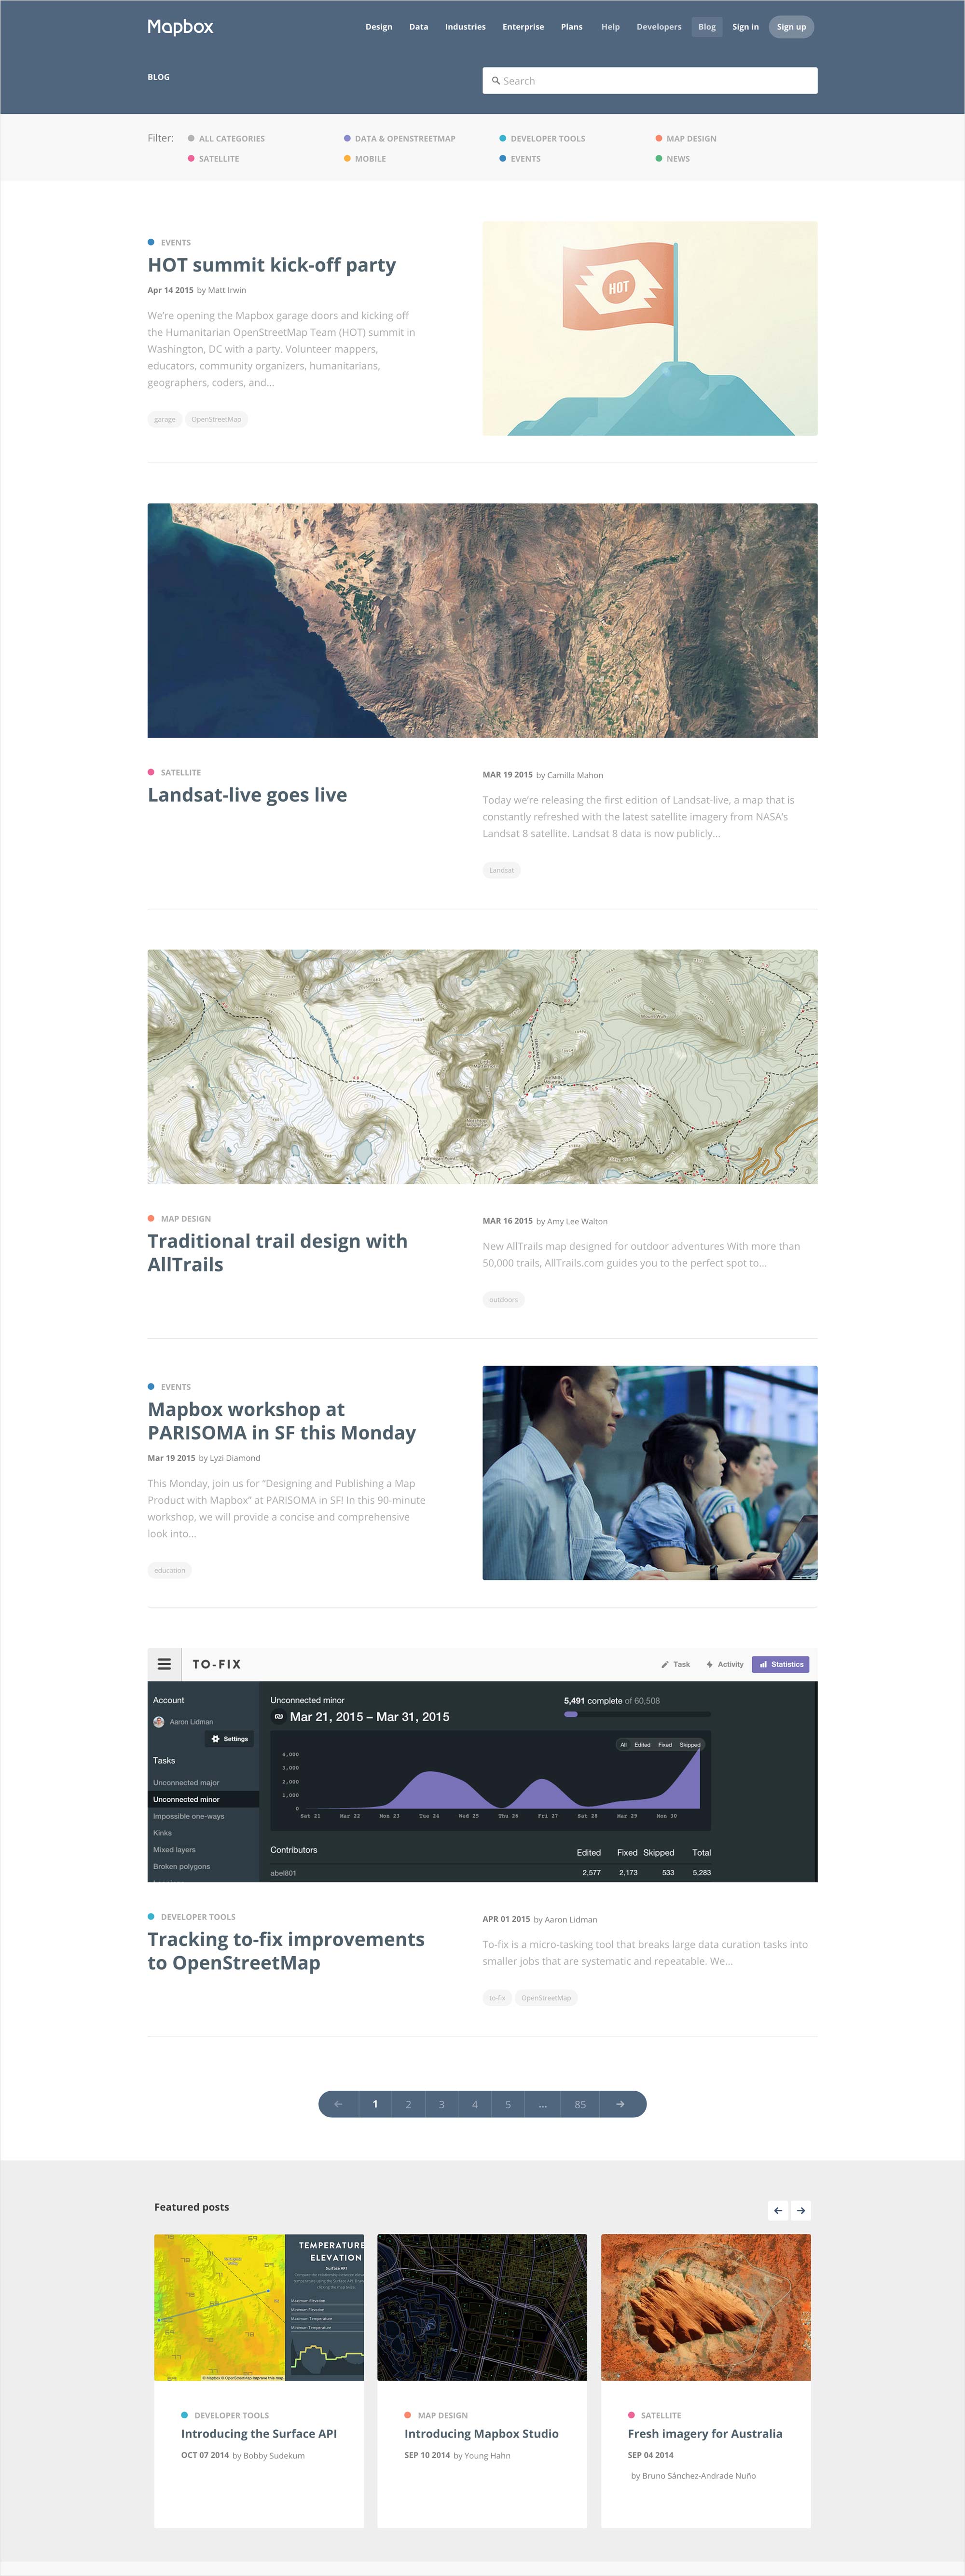 Mapbox
Design Data Industries Enterprise Plans Help Developers Blog Sign in Sign up
BLOG
Search
Filter: ALL CATEGORIES DATA & OPENSTREETMAP DEVELOPER TOOLS MAP DESIGN
SATELLITE MOBILE EVENTS NEWS
EVENTS
HOT summit kick-off party
Apr 14 2015 by Matt Irwin
We're opening the Mapbox garage doors and kicking off
the Humanitarian OpenStreetMap Team (HOT) summit in
Washington, DC with a party. Volunteer mappers,
educators, community organizers, humanitarians,
geographers, coders, and...
garage OpenStreetMap
HOT
SATELLITE
Landsat-live goes live
MAR 19 2015 by Camilla Mahon
Today we're releasing the first edition of Landsat-live, a map that is
constantly refreshed with the latest satellite imagery from NASA's
Landsat 8 satellite. Landsat 8 data is now publicly...
Landsat
MAP DESIGN
Traditional trail design with
AllTrails
MAR 16 2015 by Amy Lee Walton
New AllTrails map designed for outdoor adventures With more than
50,000 trails, AllTrails.com guides you to the perfect spot to...
outdoors
EVENTS
Mapbox workshop at
PARISOMA in SF this Monday
Mar 19 2015 by Lyzi Diamond
This Monday, join us for “Designing and Publishing a Map
Product with Mapbox” at PARISOMA in SF! In this 90-minute
workshop, we will provide a concise and comprehensive
look into...
education
TO-FIX
Task Activity Statistics
Account
Aaron Lidman
Settings
Tasks
Unconnected major
Unconnected minor
Impossible one-ways
Kinks
Mixed layers
Broken polygons
Unconnected minor
Mar 21, 2015 – Mar 31, 2015
5,491 complete of 60,508
All Edited Fixed Skipped
4,000
3,000
2,000
1,000
0
Sat 21 Mar 22 Mon 23 Tue 24 Wed 25 Thu 26 Fri 27 Sat 28 Mar 29 Mon 30
Contributors Edited Fixed Skipped Total
abel801 2,577 2,173 533 5,283
DEVELOPER TOOLS
Tracking to-fix improvements
to OpenStreetMap
APR 01 2015 by Aaron Lidman
To-fix is a micro-tasking tool that breaks large data curation tasks into
smaller jobs that are systematic and repeatable. We...
to-fix OpenStreetMap
1 2 3 4 5 ... 85
Featured posts
TEMPERATURE
ELEVATION
Surface API
Maximum Elevation
Minimum Elevation
Maximum Temperature
Minimum Temperature
© Mapbox © OpenStreetMap Improve this map
DEVELOPER TOOLS
Introducing the Surface API
OCT 07 2014 by Bobby Sudekum
MAP DESIGN
Introducing Mapbox Studio
SEP 10 2014 by Young Hahn
SATELLITE
Fresh imagery for Australia
SEP 04 2014
by Bruno Sánchez-Andrade Nuño